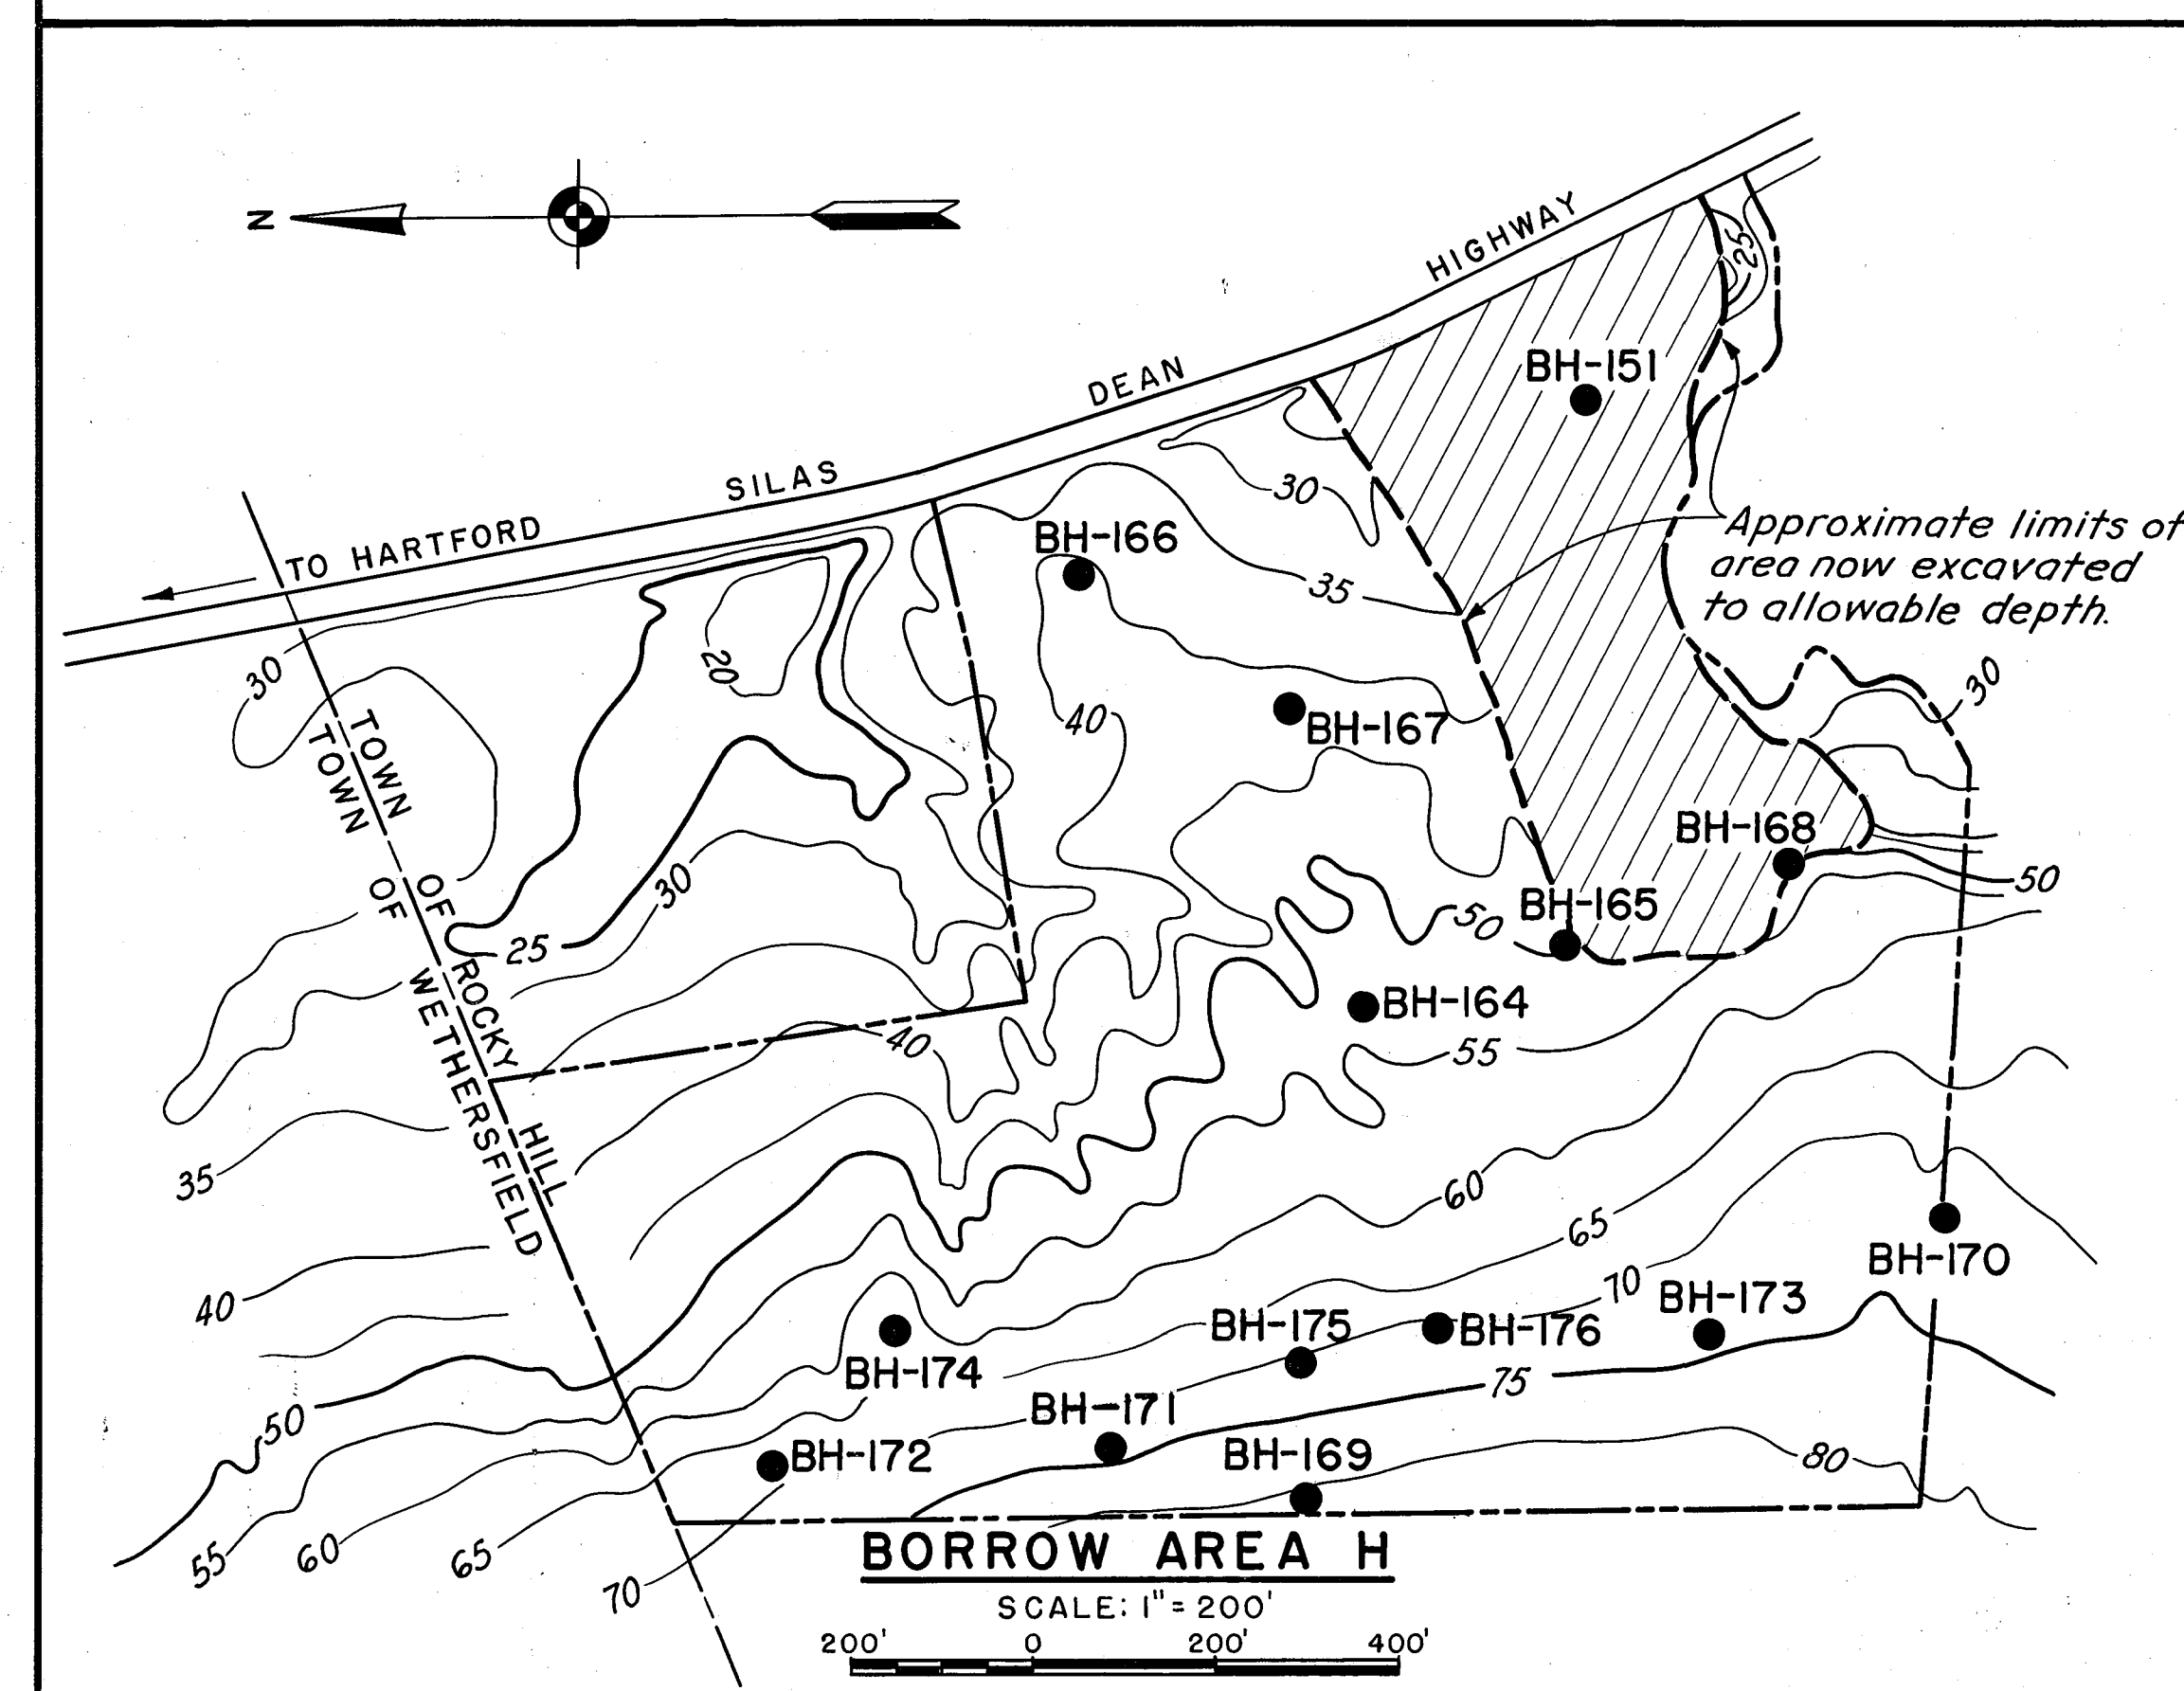 N
HIGHWAY
25
BH-151
DEAN
SILAS
30
TO HARTFORD
BH-166
Approximate limits of
area now excavated
to allowable depth.
35
30
20
TOWN OF ROCKY HILL
TOWN OF WETHERSFIELD
40
BH-167
30
BH-168
30
50
BH-165
50
25
BH-164
40
55
35
60
65
BH-170
40
70
BH-173
BH-175
BH-176
BH-174
75
50
BH-171
BH-172
BH-169
80
55
60
65
70
BORROW AREA H
SCALE: 1"= 200'
200' 0 200' 400'